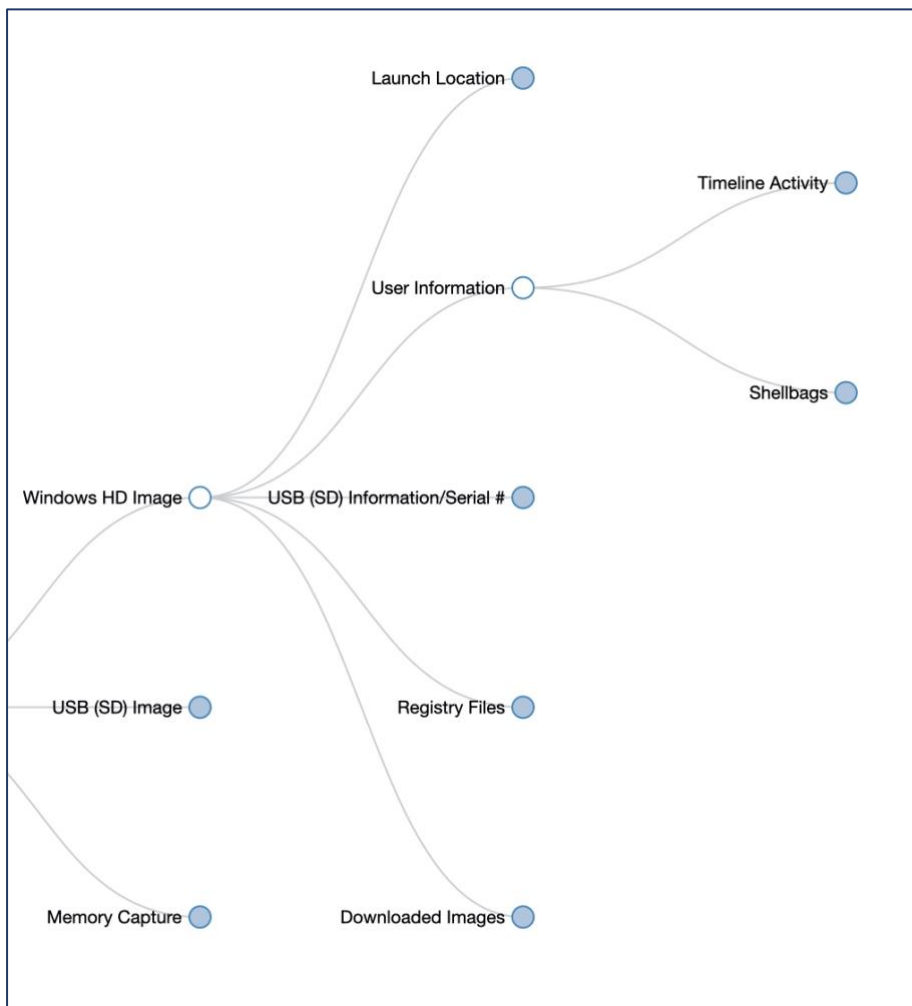 Launch Location
Timeline Activity
User Information
Shellbags
Windows HD Image
USB (SD) Information/Serial #
USB (SD) Image
Registry Files
Memory Capture
Downloaded Images